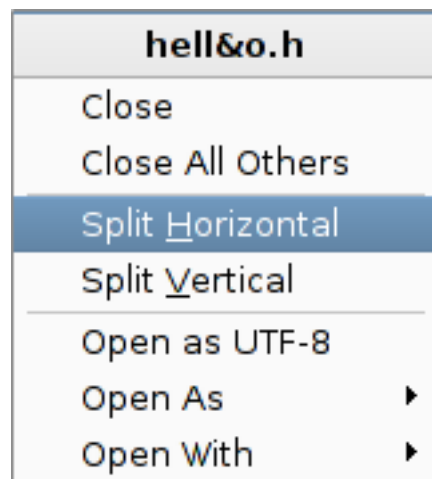 hell&o.h
Close
Close All Others
Split Horizontal
Split Vertical
Open as UTF-8
Open As
Open With